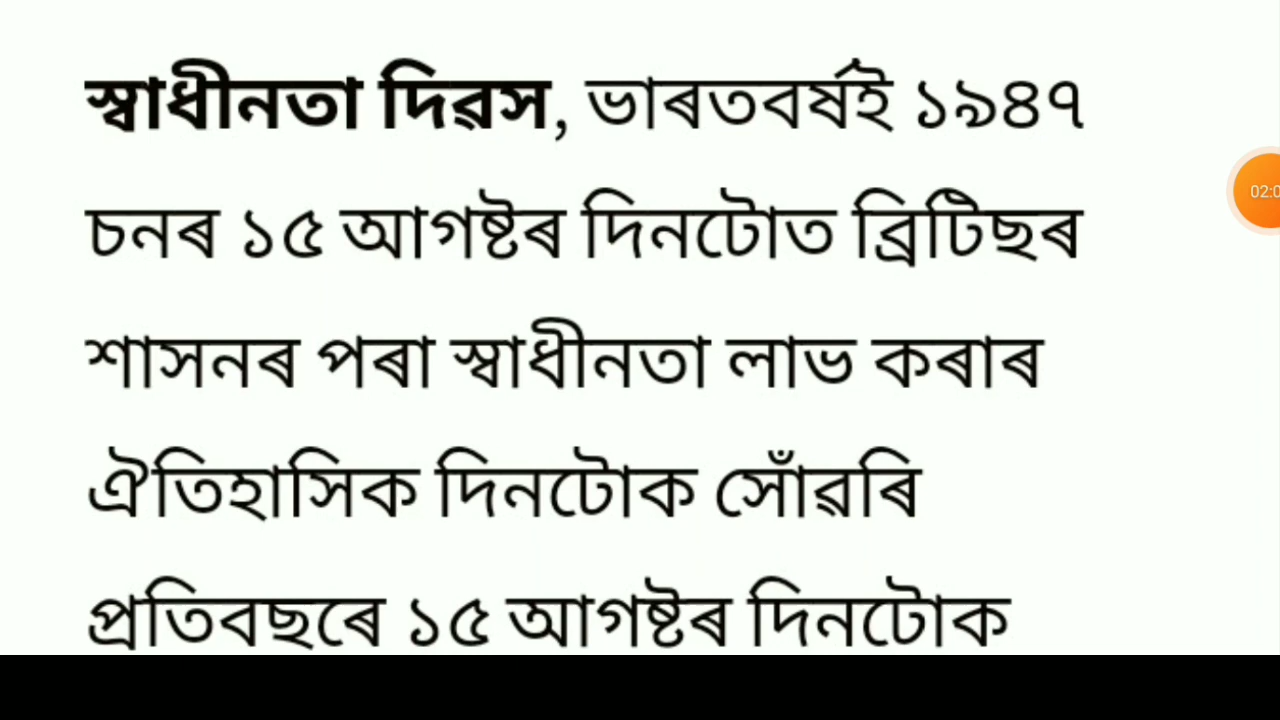 স্বাধীনতা দিৱস, ভাৰতবৰ্ষই ১৯৪৭
চনৰ ১৫ আগষ্টৰ দিনটোত ব্ৰিটিছৰ
শাসনৰ পৰা স্বাধীনতা লাভ কৰাৰ
ঐতিহাসিক দিনটোক সোঁৱৰি
প্ৰতিবছৰে ১৫ আগষ্টৰ দিনটোক